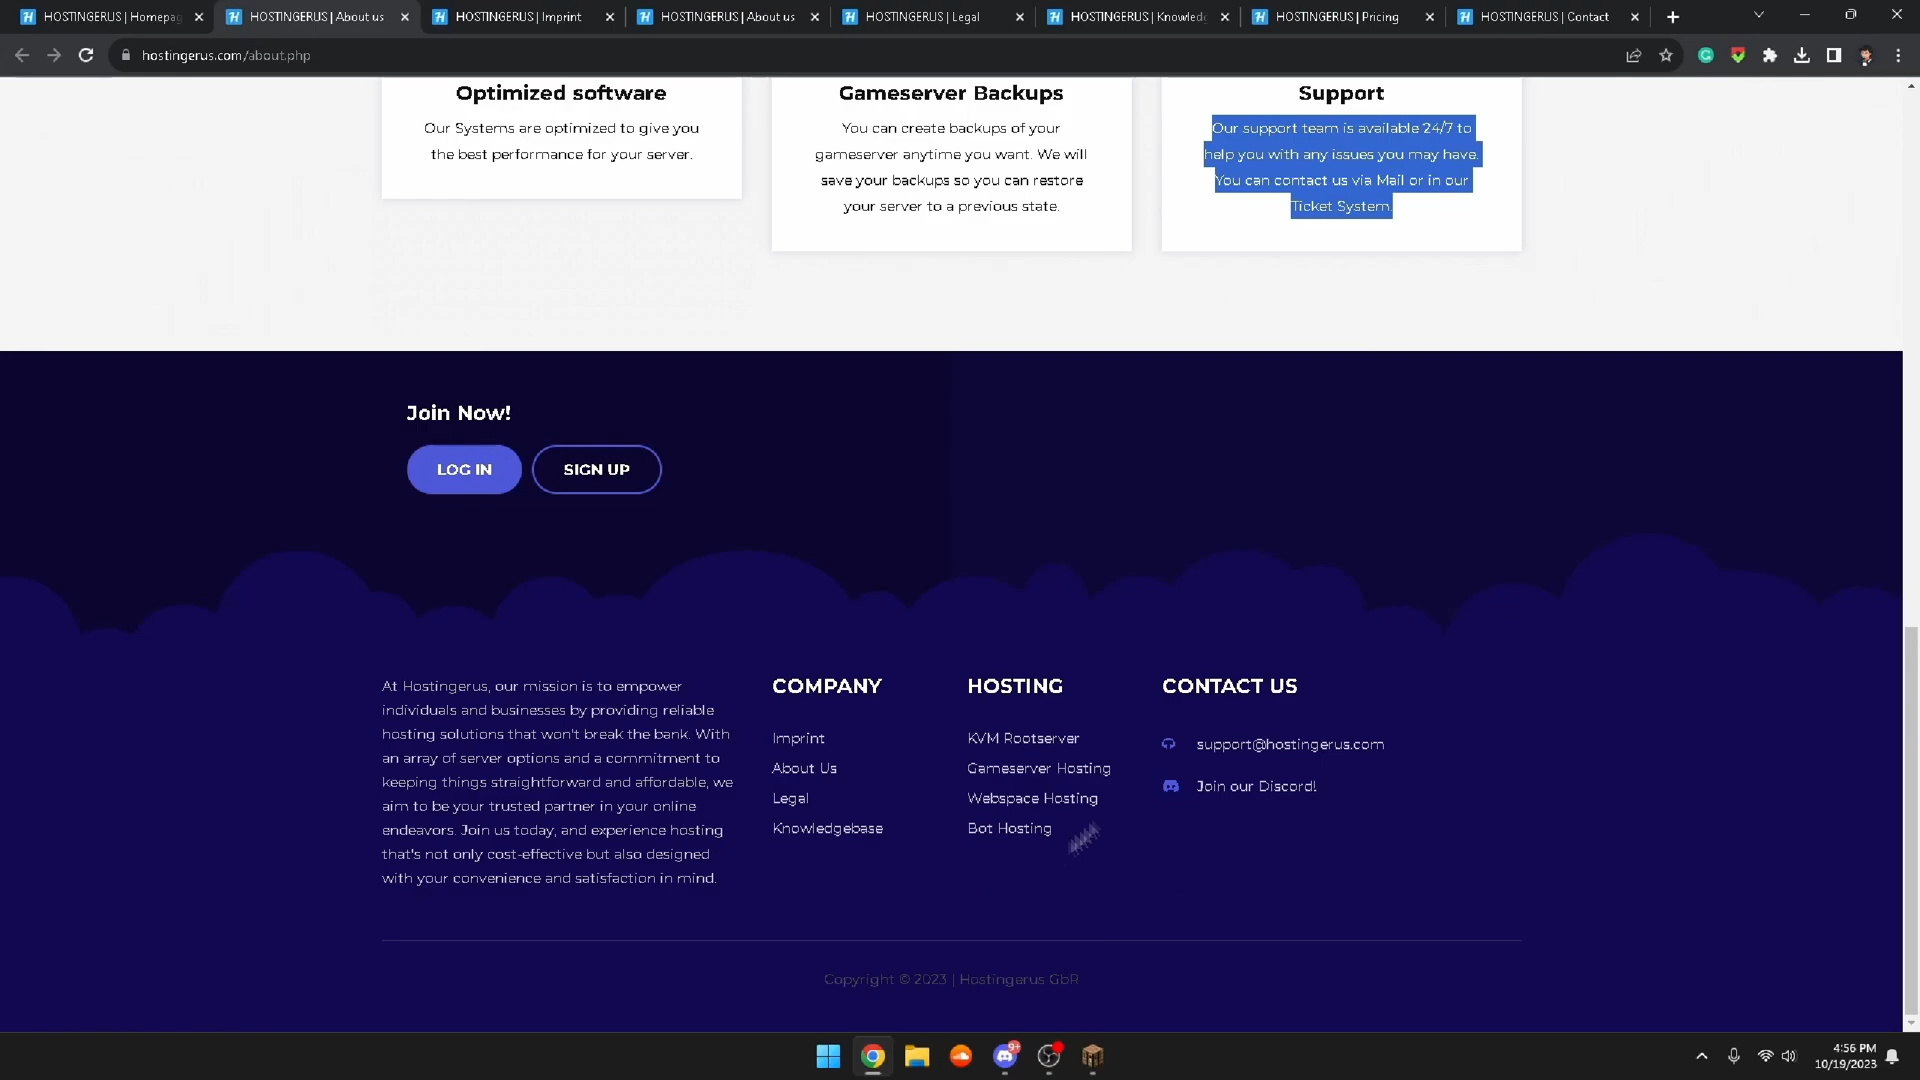 HOSTINGERUS | Homepag
HOSTINGERUS | About us
HOSTINGERUS | Imprint
HOSTINGERUS | About us
HOSTINGERUS | Legal
HOSTINGERUS | Knowled
HOSTINGERUS | Pricing
HOSTINGERUS | Contact
hostingerus.com/about.php
Optimized software
Our Systems are optimized to give you
the best performance for your server.
Gameserver Backups
You can create backups of your
gameserver anytime you want. We will
save your backups so you can restore
your server to a previous state.
Support
Our support team is available 24/7 to
help you with any issues you may have.
You can contact us via Mail or in our
Ticket System.
Join Now!
LOG IN
SIGN UP
At Hostingerus, our mission is to empower
individuals and businesses by providing reliable
hosting solutions that won't break the bank. With
an array of server options and a commitment to
keeping things straightforward and affordable, we
aim to be your trusted partner in your online
endeavors. Join us today, and experience hosting
that's not only cost-effective but also designed
with your convenience and satisfaction in mind.
COMPANY
Imprint
About Us
Legal
Knowledgebase
HOSTING
KVM Rootserver
Gameserver Hosting
Webspace Hosting
Bot Hosting
CONTACT US
support@hostingerus.com
Join our Discord!
Copyright © 2023 | Hostingerus GbR
9+
4:56 PM
10/19/2023